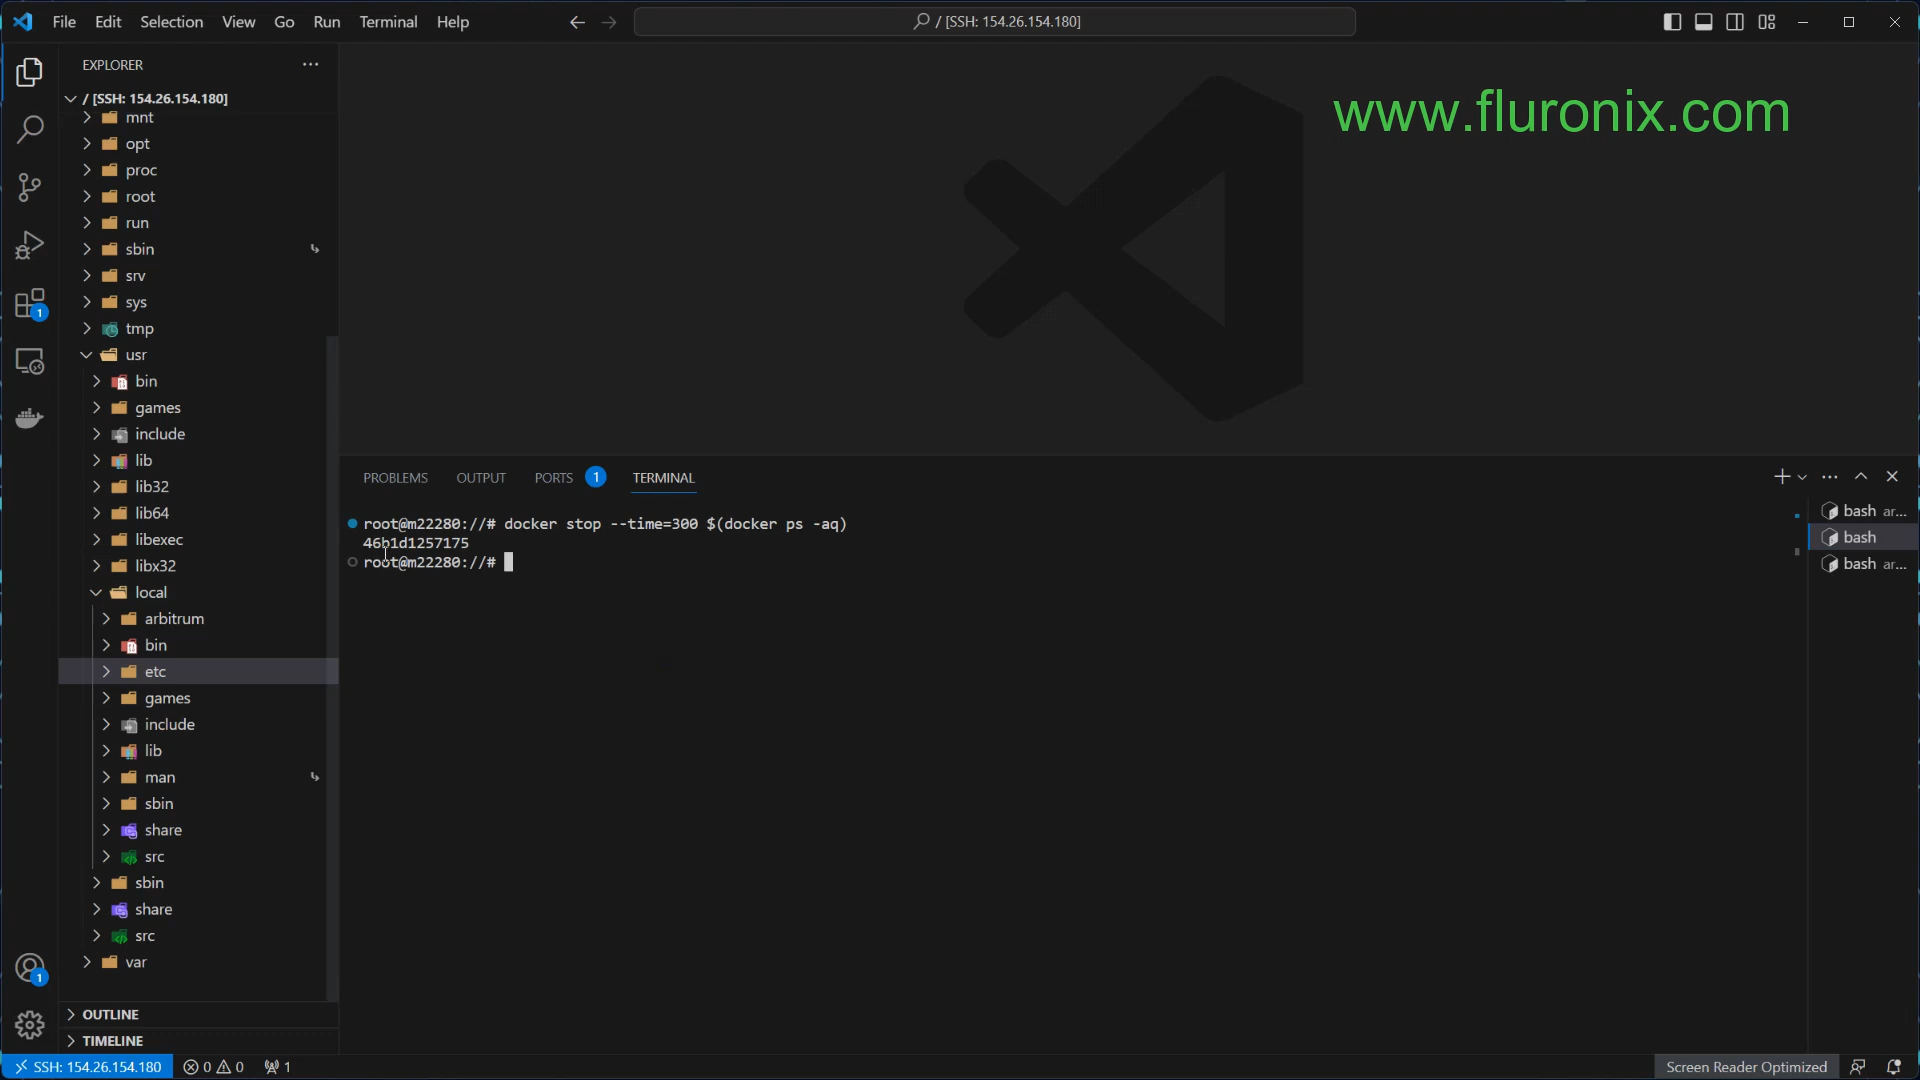 File Edit Selection View Go Run Terminal Help
/ [SSH: 154.26.154.180]
EXPLORER
/ [SSH: 154.26.154.180]
mnt
opt
proc
root
run
sbin
srv
sys
tmp
usr
bin
games
include
lib
lib32
lib64
libexec
libx32
local
arbitrum
bin
etc
games
include
lib
man
sbin
share
src
sbin
share
src
var
OUTLINE
TIMELINE
1
1
www.fluronix.com
PROBLEMS OUTPUT PORTS 1 TERMINAL
root@m22280://# docker stop --time=300 $(docker ps -aq)
46b1d1257175
root@m22280://#
bash ar...
bash
bash ar...
SSH: 154.26.154.180 0 0 1 Screen Reader Optimized